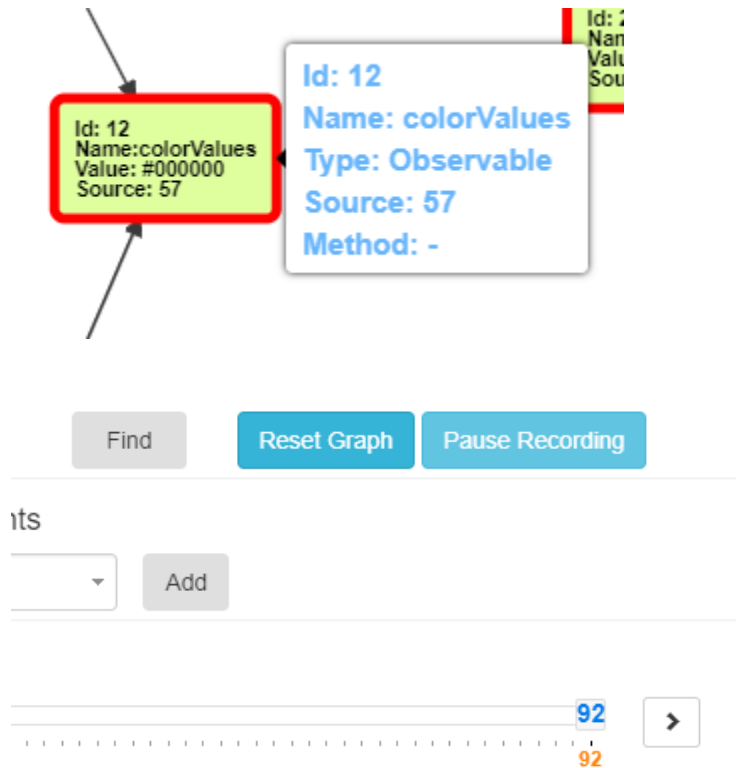 Id: 12
Name:colorValues
Value: #000000
Source: 57
Id: 12
Name: colorValues
Type: Observable
Source: 57
Method: -
Id:
Find
Reset Graph
Pause Recording
Add
92
92